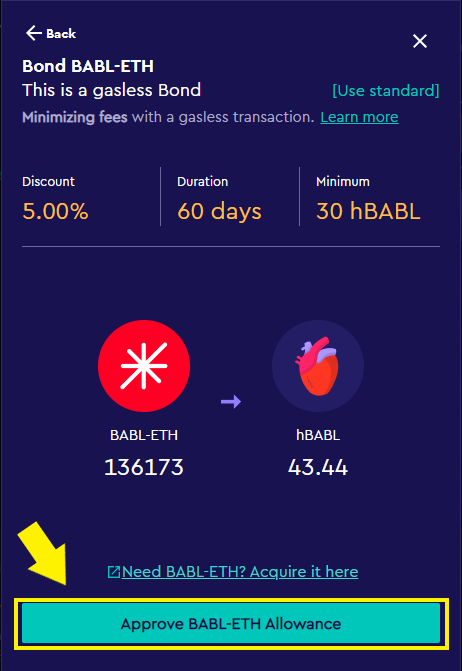 Back
Bond BABL-ETH
This is a gasless Bond [Use standard]
Minimizing fees with a gasless transaction. Learn more
Discount Duration Minimum
5.00% 60 days 30 hBABL
BABL-ETH hBABL
136173 43.44
Need BABL-ETH? Acquire it here
Approve BABL-ETH Allowance